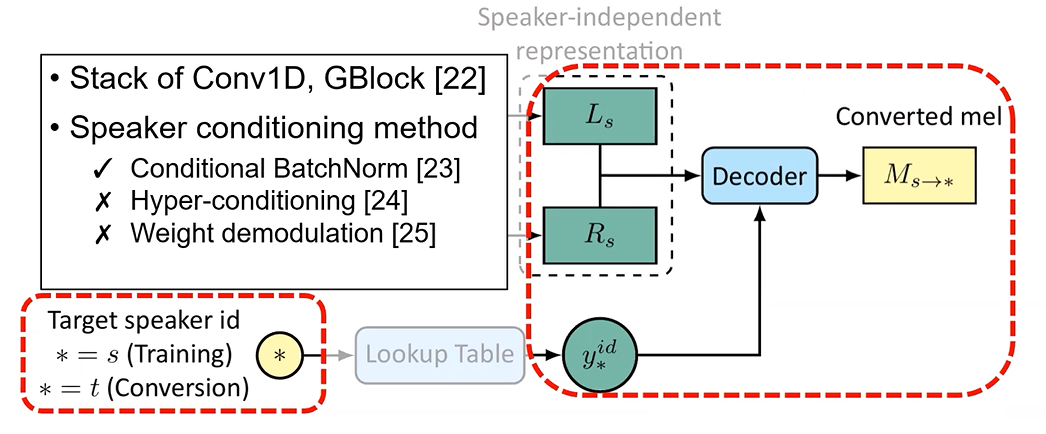 Speaker-independent
representation
• Stack of Conv1D, GBlock [22]
• Speaker conditioning method
✓ Conditional BatchNorm [23]
✗ Hyper-conditioning [24]
✗ Weight demodulation [25]
L_s
R_s
Decoder
Converted mel
M_{s→*}
Target speaker id
* = s (Training)
* = t (Conversion)
*
Lookup Table
y_*^{id}